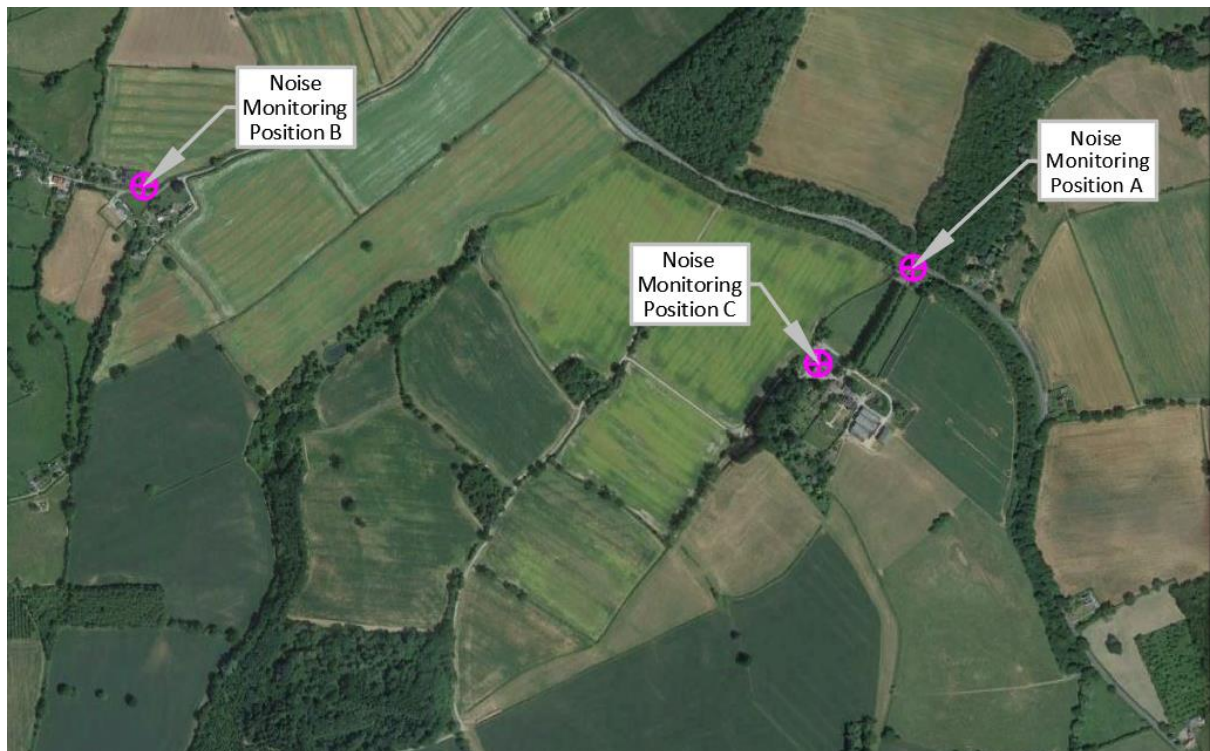 Noise
Monitoring
Position B
Noise
Monitoring
Position A
Noise
Monitoring
Position C